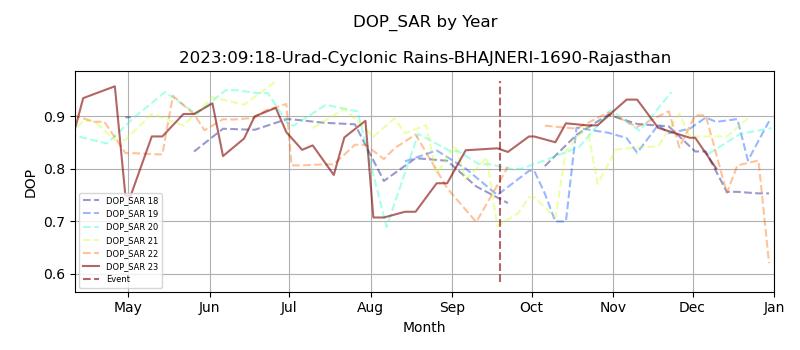 DOP_SAR by Year
2023:09:18-Urad-Cyclonic Rains-BHAJNERI-1690-Rajasthan
DOP
0.9
0.8
0.7
0.6
DOP_SAR 18
DOP_SAR 19
DOP_SAR 20
DOP_SAR 21
DOP_SAR 22
DOP_SAR 23
Event
May Jun Jul Aug Sep Oct Nov Dec Jan
Month